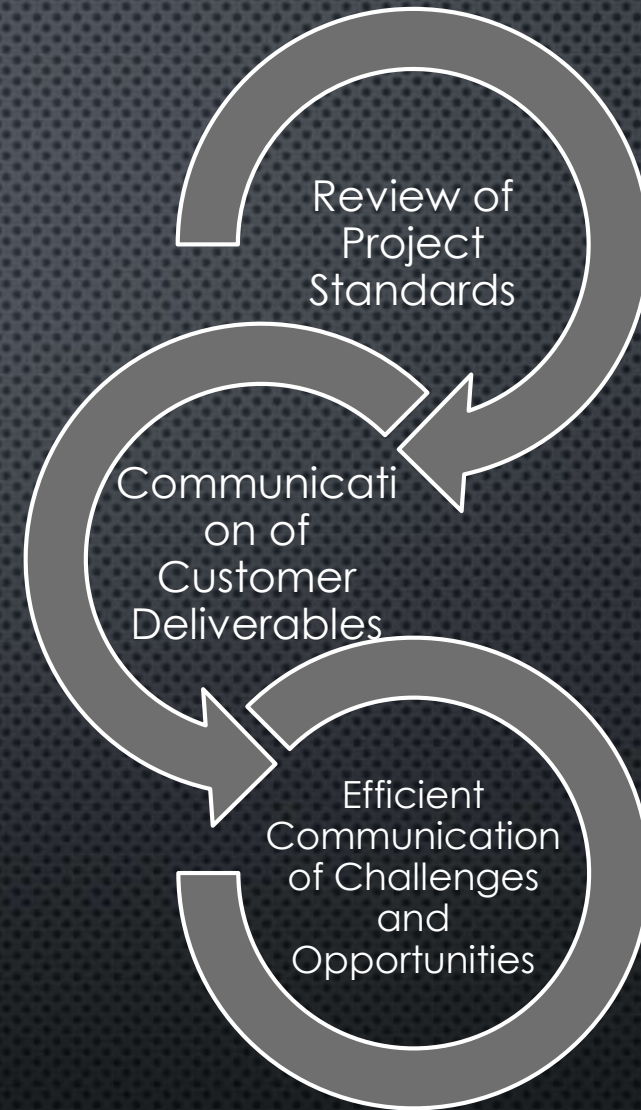 Review of
Project
Standards
Communicati
on of
Customer
Deliverables
Efficient
Communication
of Challenges
and
Opportunities